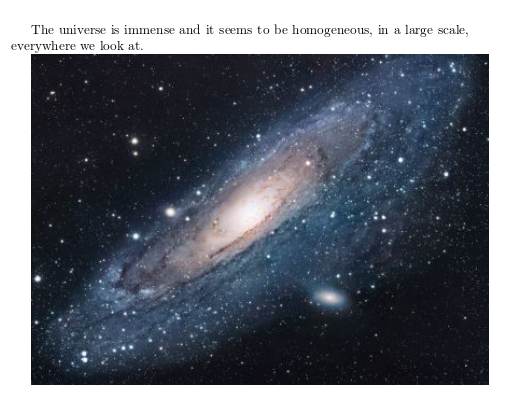 The universe is immense and it seems to be homogeneous, in a large scale,
everywhere we look at.